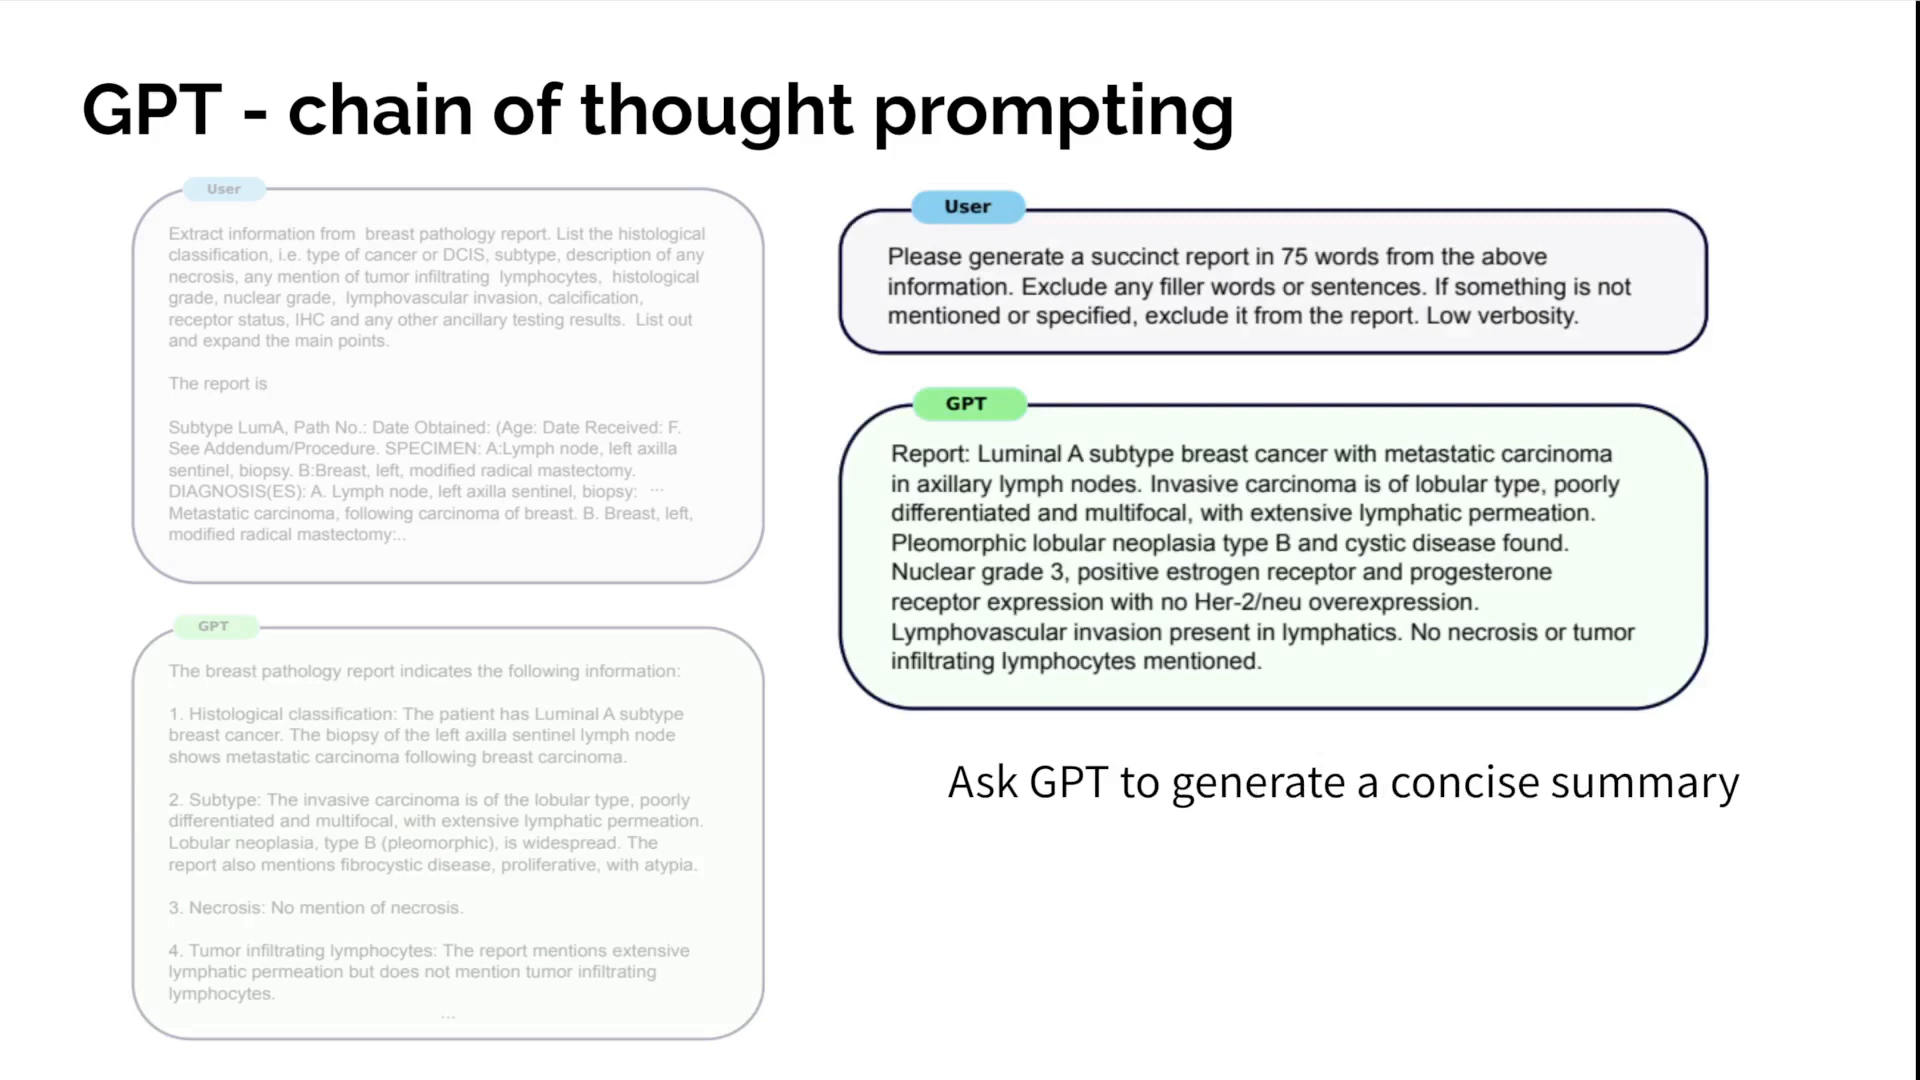 GPT - chain of thought prompting
User
Extract information from breast pathology report. List the histological
classification, i.e. type of cancer or DCIS, subtype, description of any
necrosis, any mention of tumor infiltrating lymphocytes, histological
grade, nuclear grade, lymphovascular invasion, calcification,
receptor status, IHC and any other ancillary testing results. List out
and expand the main points.
The report is
Subtype LumA, Path No.: Date Obtained: (Age: Date Received: F.
See Addendum/Procedure. SPECIMEN: A:Lymph node, left axilla
sentinel, biopsy. B:Breast, left, modified radical mastectomy.
DIAGNOSIS(ES): A. Lymph node, left axilla sentinel, biopsy: ...
Metastatic carcinoma, following carcinoma of breast. B. Breast, left,
modified radical mastectomy:..
GPT
The breast pathology report indicates the following information:
1. Histological classification: The patient has Luminal A subtype
breast cancer. The biopsy of the left axilla sentinel lymph node
shows metastatic carcinoma following breast carcinoma.
2. Subtype: The invasive carcinoma is of the lobular type, poorly
differentiated and multifocal, with extensive lymphatic permeation.
Lobular neoplasia, type B (pleomorphic), is widespread. The
report also mentions fibrocystic disease, proliferative, with atypia.
3. Necrosis: No mention of necrosis.
4. Tumor infiltrating lymphocytes: The report mentions extensive
lymphatic permeation but does not mention tumor infiltrating
lymphocytes.
...
User
Please generate a succinct report in 75 words from the above
information. Exclude any filler words or sentences. If something is not
mentioned or specified, exclude it from the report. Low verbosity.
GPT
Report: Luminal A subtype breast cancer with metastatic carcinoma
in axillary lymph nodes. Invasive carcinoma is of lobular type, poorly
differentiated and multifocal, with extensive lymphatic permeation.
Pleomorphic lobular neoplasia type B and cystic disease found.
Nuclear grade 3, positive estrogen receptor and progesterone
receptor expression with no Her-2/neu overexpression.
Lymphovascular invasion present in lymphatics. No necrosis or tumor
infiltrating lymphocytes mentioned.
Ask GPT to generate a concise summary